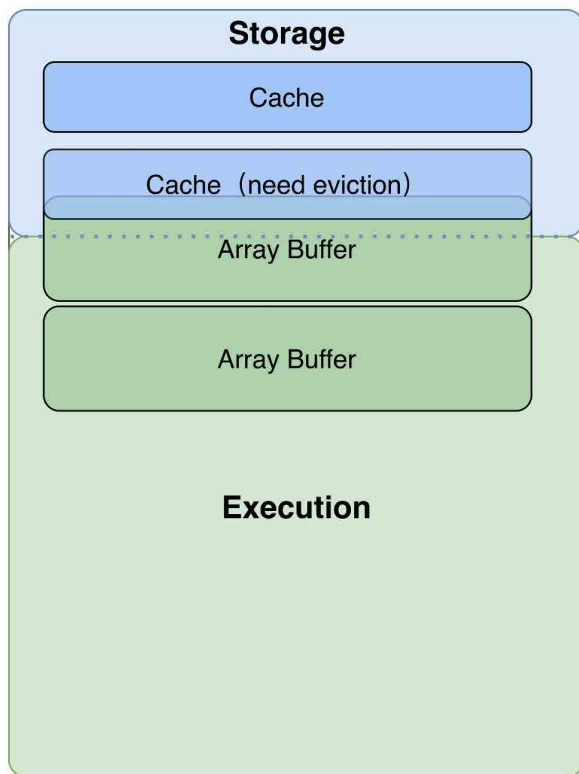 Storage
Cache
Cache（need eviction）
Array Buffer
Array Buffer
Execution